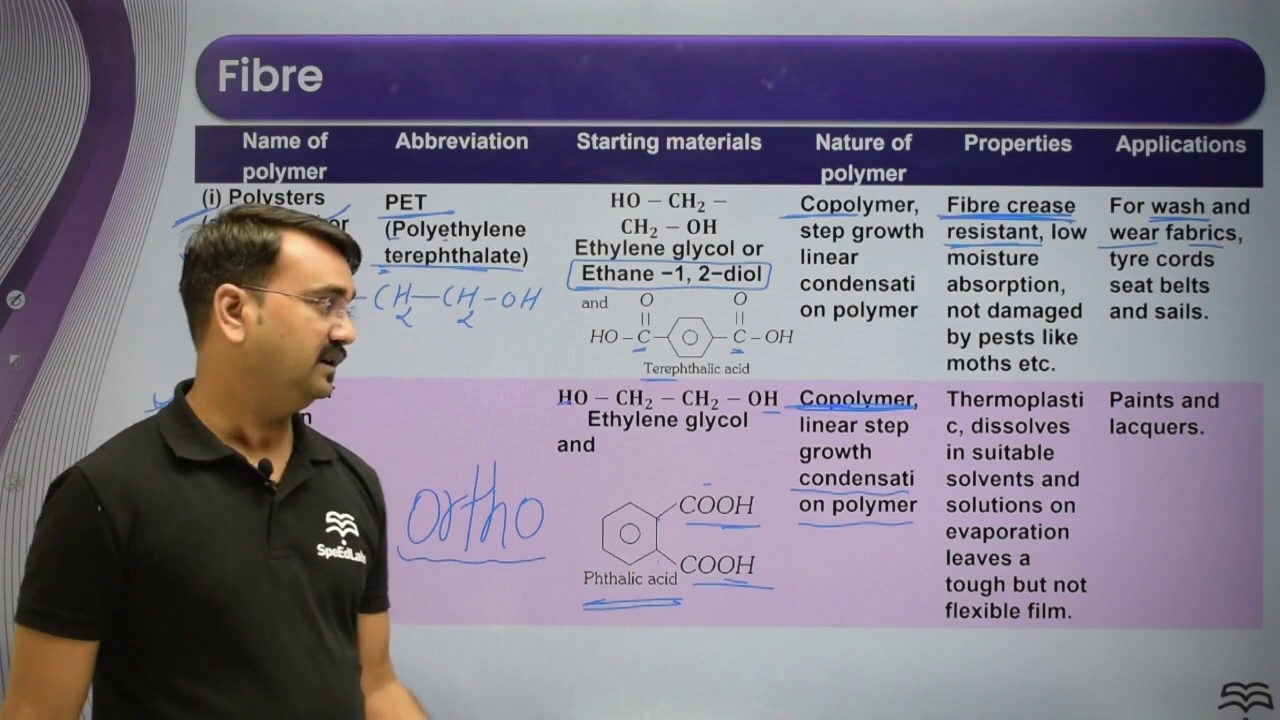 Fibre
Name of polymer
Abbreviation
Starting materials
Nature of polymer
Properties
Applications
(i) Polysters
PET
(Polyethylene
terephthalate)
CH2—CH2-OH
HO – CH2 –
CH2 – OH
Ethylene glycol or
Ethane –1, 2–diol
and
O O
HO – C – C – OH
Terephthalic acid
Copolymer,
step growth
linear
condensati
on polymer
Fibre crease
resistant, low
moisture
absorption,
not damaged
by pests like
moths etc.
For wash and
wear fabrics,
tyre cords
seat belts
and sails.
ortho
HO – CH2 – CH2 – OH
Ethylene glycol
and
COOH
COOH
Phthalic acid
Copolymer,
linear step
growth
condensati
on polymer
Thermoplasti
c, dissolves
in suitable
solvents and
solutions on
evaporation
leaves a
tough but not
flexible film.
Paints and
lacquers.
SpeEdLabs